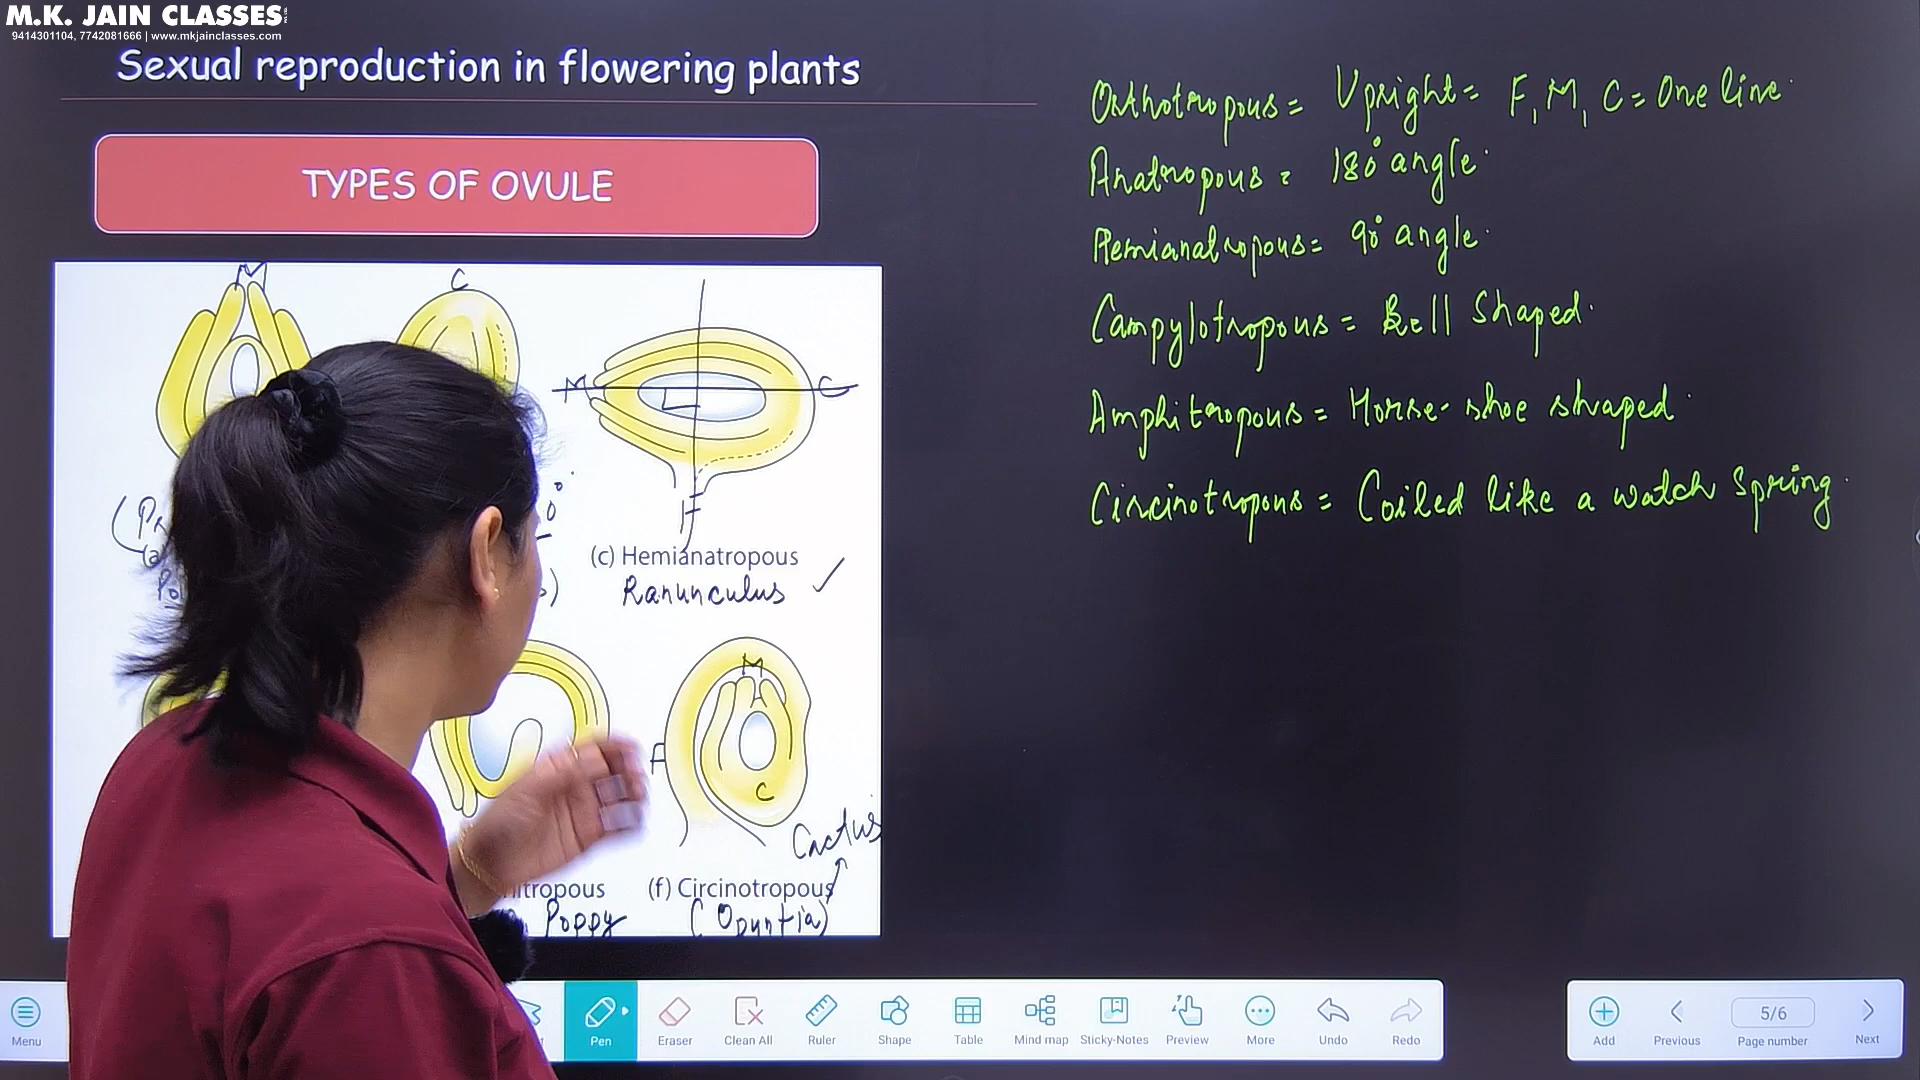 M.K. JAIN CLASSES
9414301104, 7742081666 | www.mkjainclasses.com
Sexual reproduction in flowering plants
TYPES OF OVULE
M
C
M
C
F
(c) Hemianatropous
Ranunculus
M
C
Cactus
(f) Circinotropous
Poppy
(Opuntia)
Orthotropous = Upright = F, M, C = One line.
Anatropous = 180° angle.
Hemianatropous = 90° angle.
Campylotropous = Bell Shaped.
Amphitropous = Horse-shoe shaped.
Circinotropous = Coiled like a watch Spring.
Menu
Pen
Eraser
Clean All
Ruler
Shape
Table
Mind map
Sticky-Notes
Preview
More
Undo
Redo
Add
Previous
5/6
Page number
Next